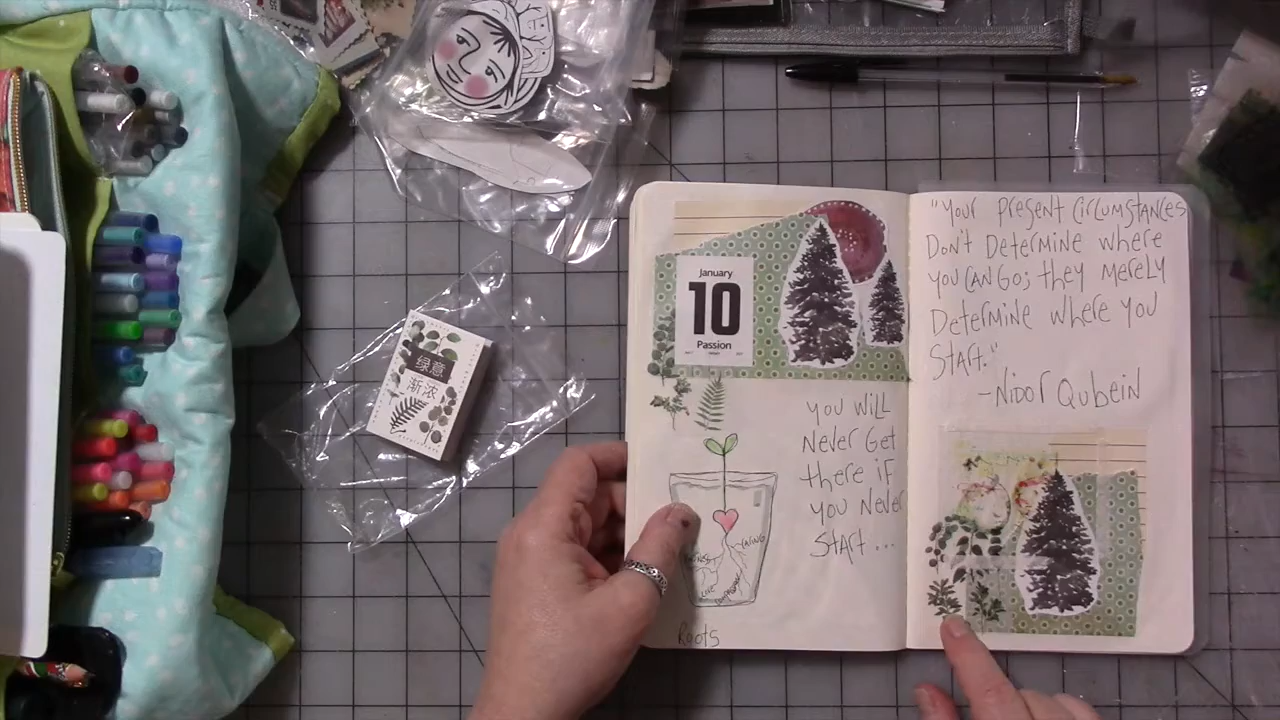 绿意
渐浓
January
10
Passion
you will
Never Get
there if
you Never
Start...
Roots
"Your present circumstances
Don't Determine where
you can Go; they merely
Determine where you
Start."
-Nidor Qubein